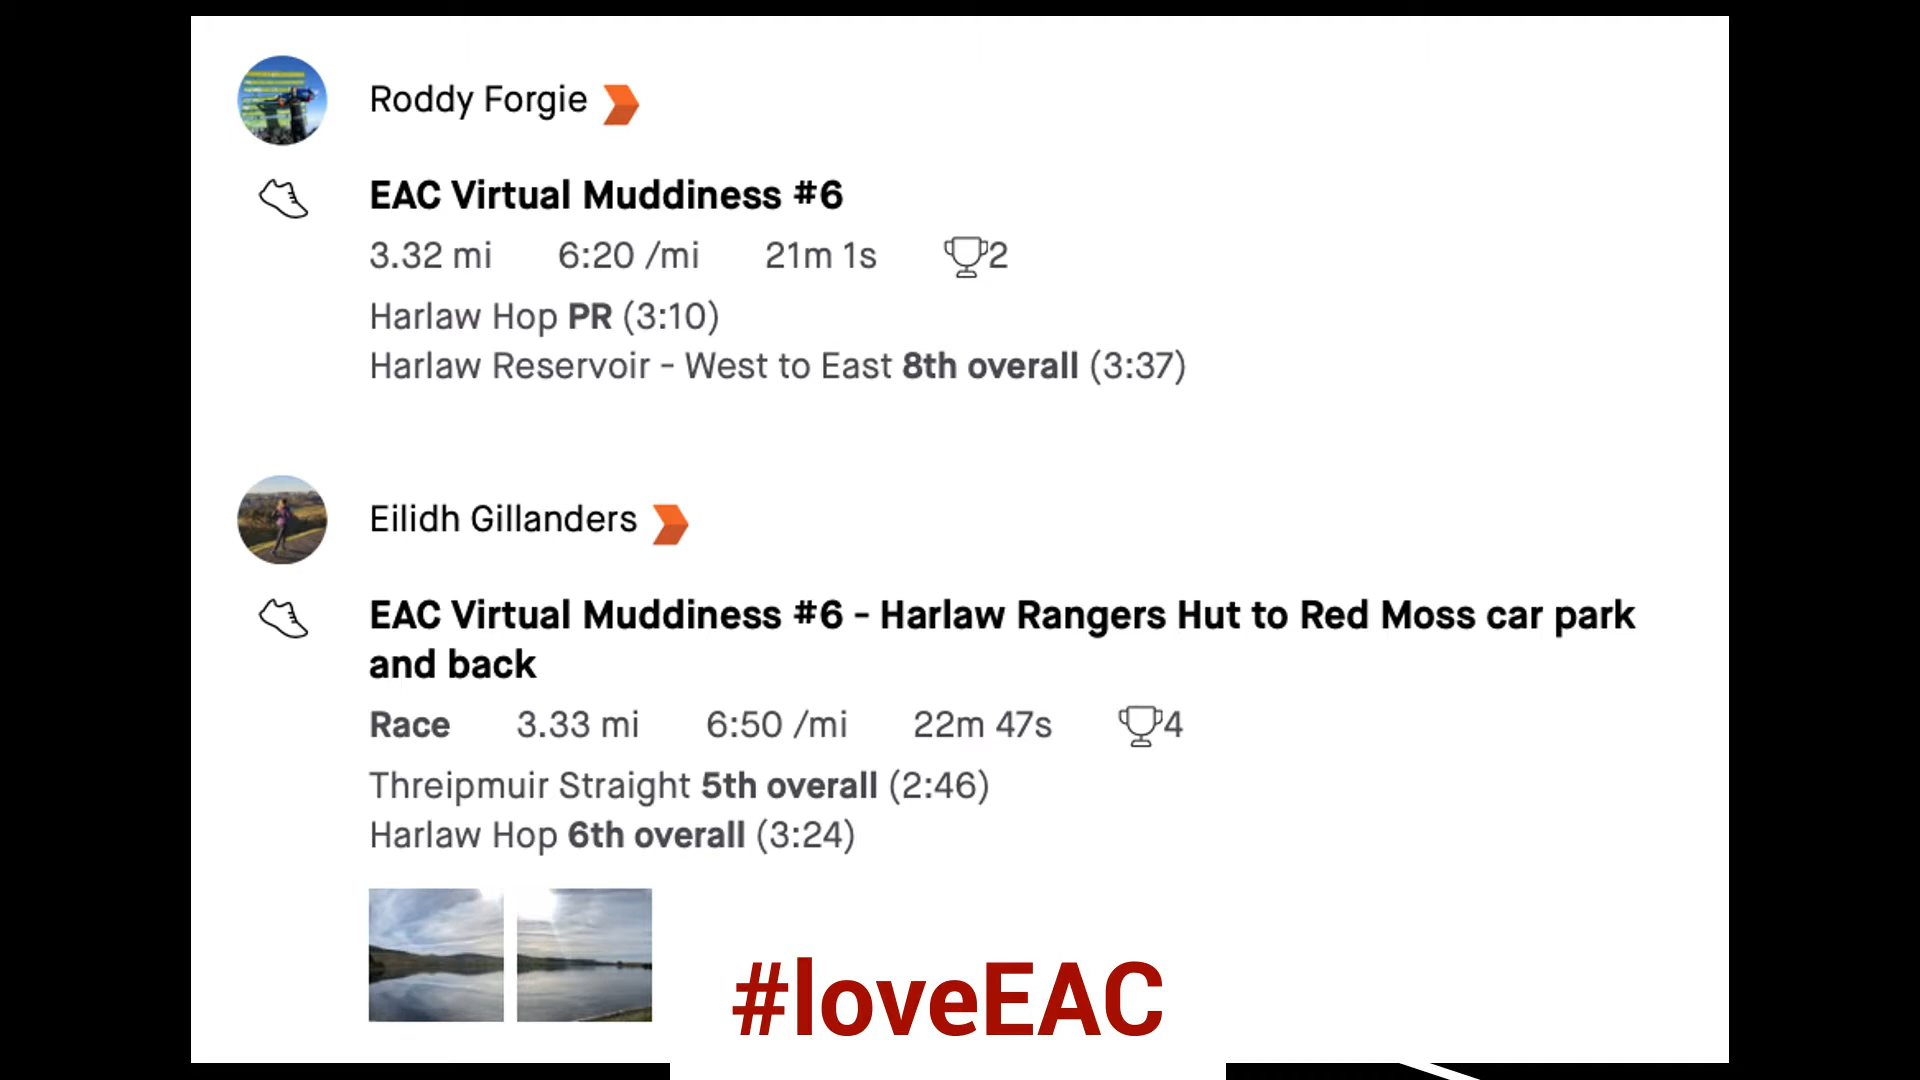 Roddy Forgie
EAC Virtual Muddiness #6
3.32 mi 6:20 /mi 21m 1s 2
Harlaw Hop PR (3:10)
Harlaw Reservoir - West to East 8th overall (3:37)
Eilidh Gillanders
EAC Virtual Muddiness #6 - Harlaw Rangers Hut to Red Moss car park
and back
Race 3.33 mi 6:50 /mi 22m 47s 4
Threipmuir Straight 5th overall (2:46)
Harlaw Hop 6th overall (3:24)
#loveEAC